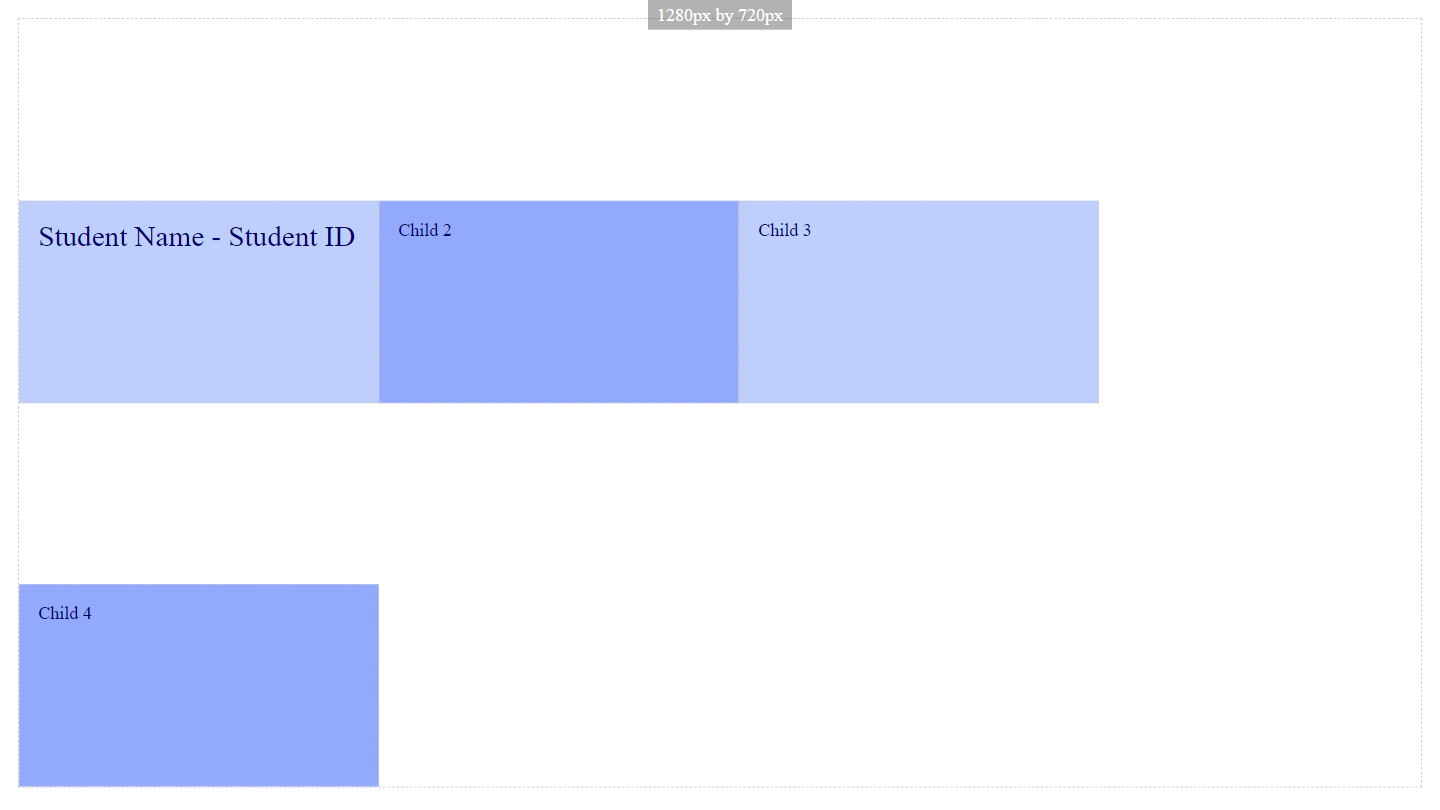 1280px by 720px
Student Name - Student ID
Child 2
Child 3
Child 4